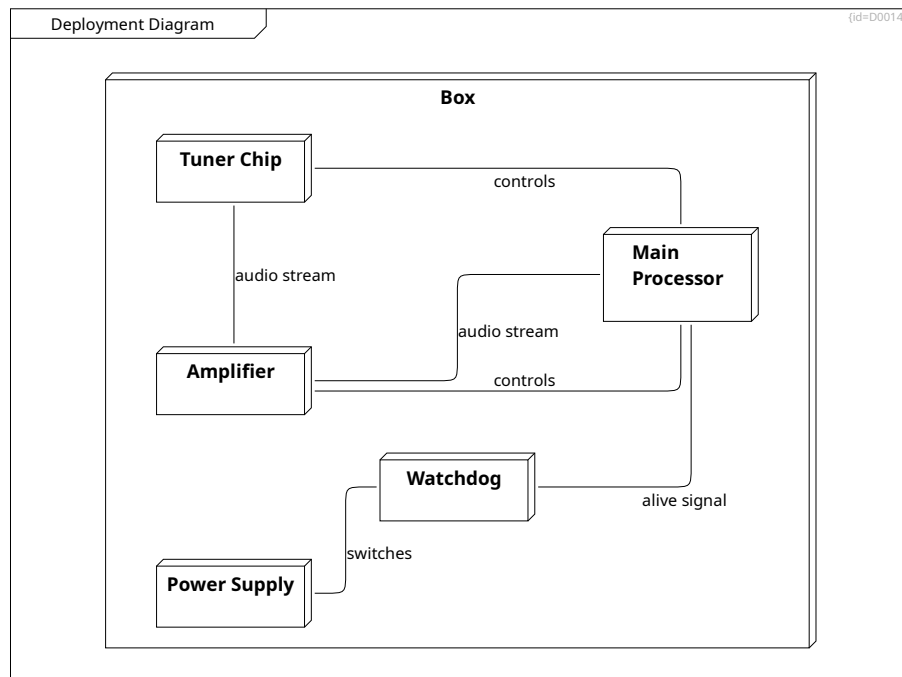 Deployment Diagram
{id=D0014
Box
Tuner Chip
controls
Main
Processor
audio stream
audio stream
Amplifier
controls
Watchdog
alive signal
switches
Power Supply